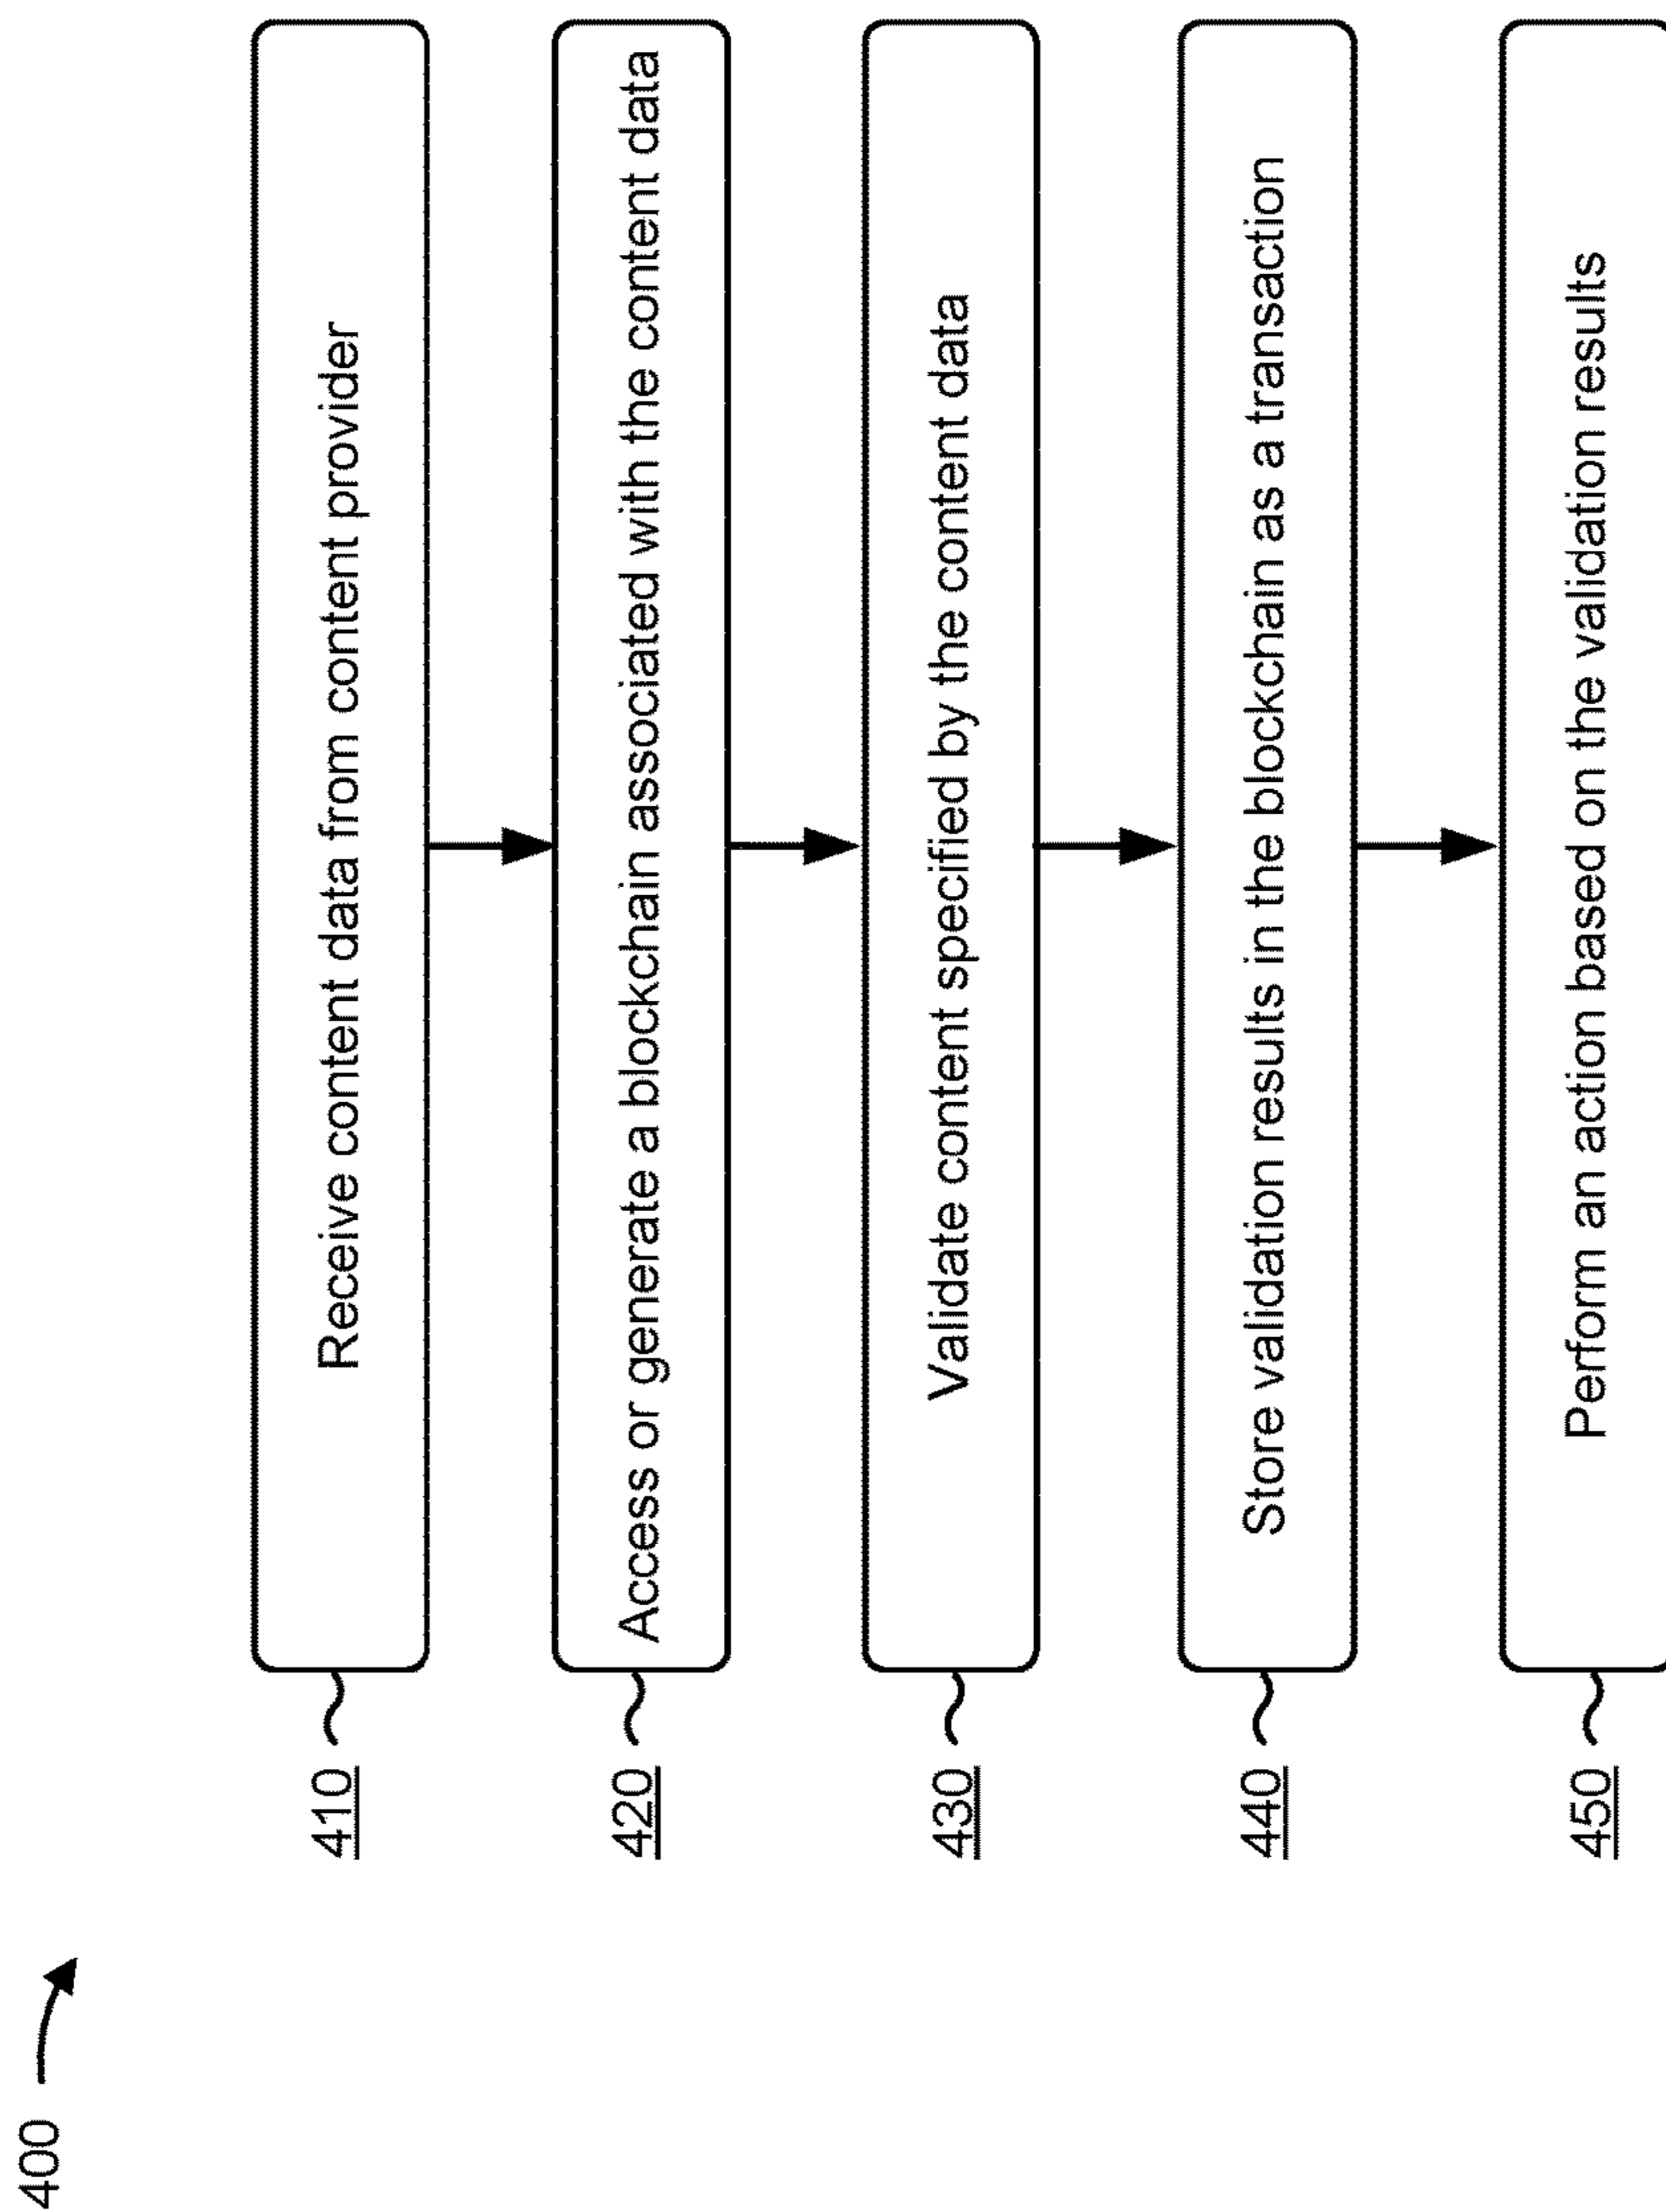 400
410
Receive content data from content provider
420
Access or generate a blockchain associated with the content data
430
Validate content specified by the content data
440
Store validation results in the blockchain as a transaction
450
Perform an action based on the validation results